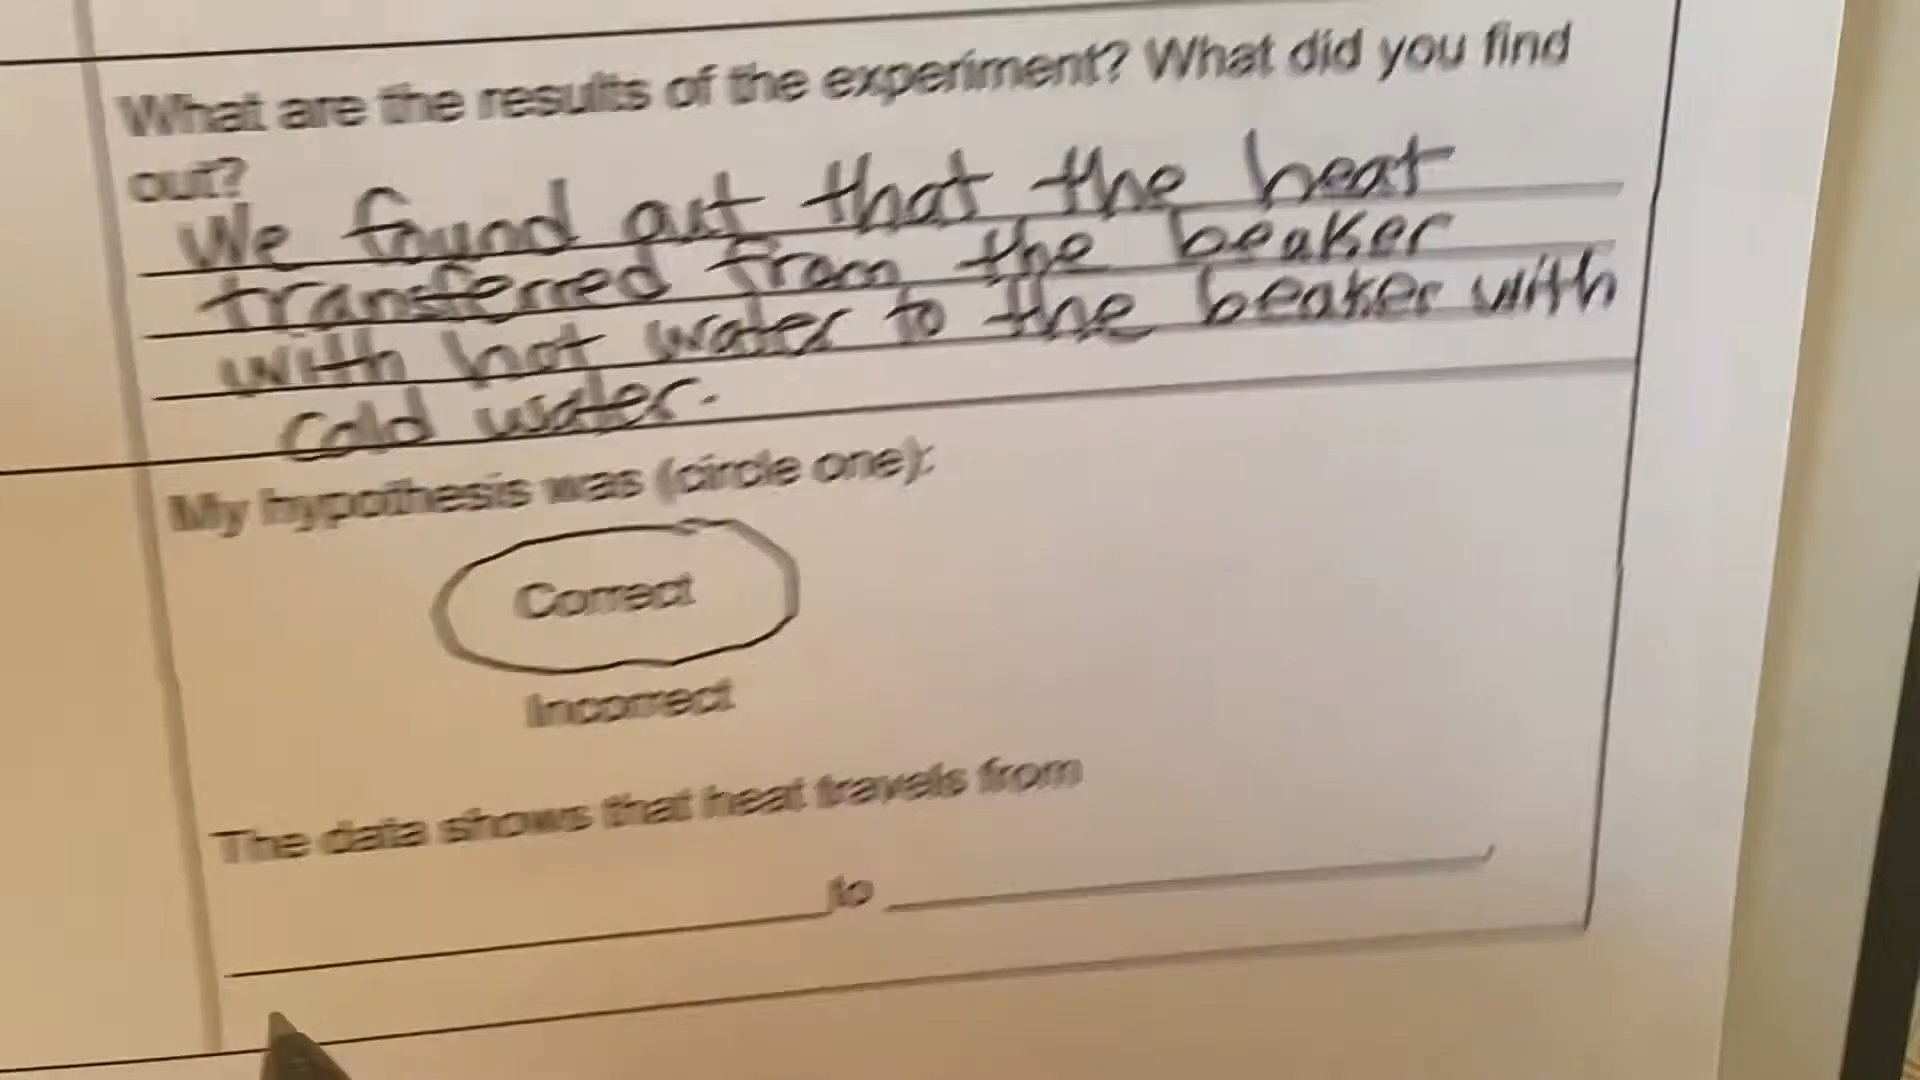 What are the results of the experiment? What did you find
out?
We found out that the heat
transferred from the beaker
with hot water to the beaker with
cold water.
My hypothesis was (circle one):
Correct
Incorrect
The data shows that heat travels from
to